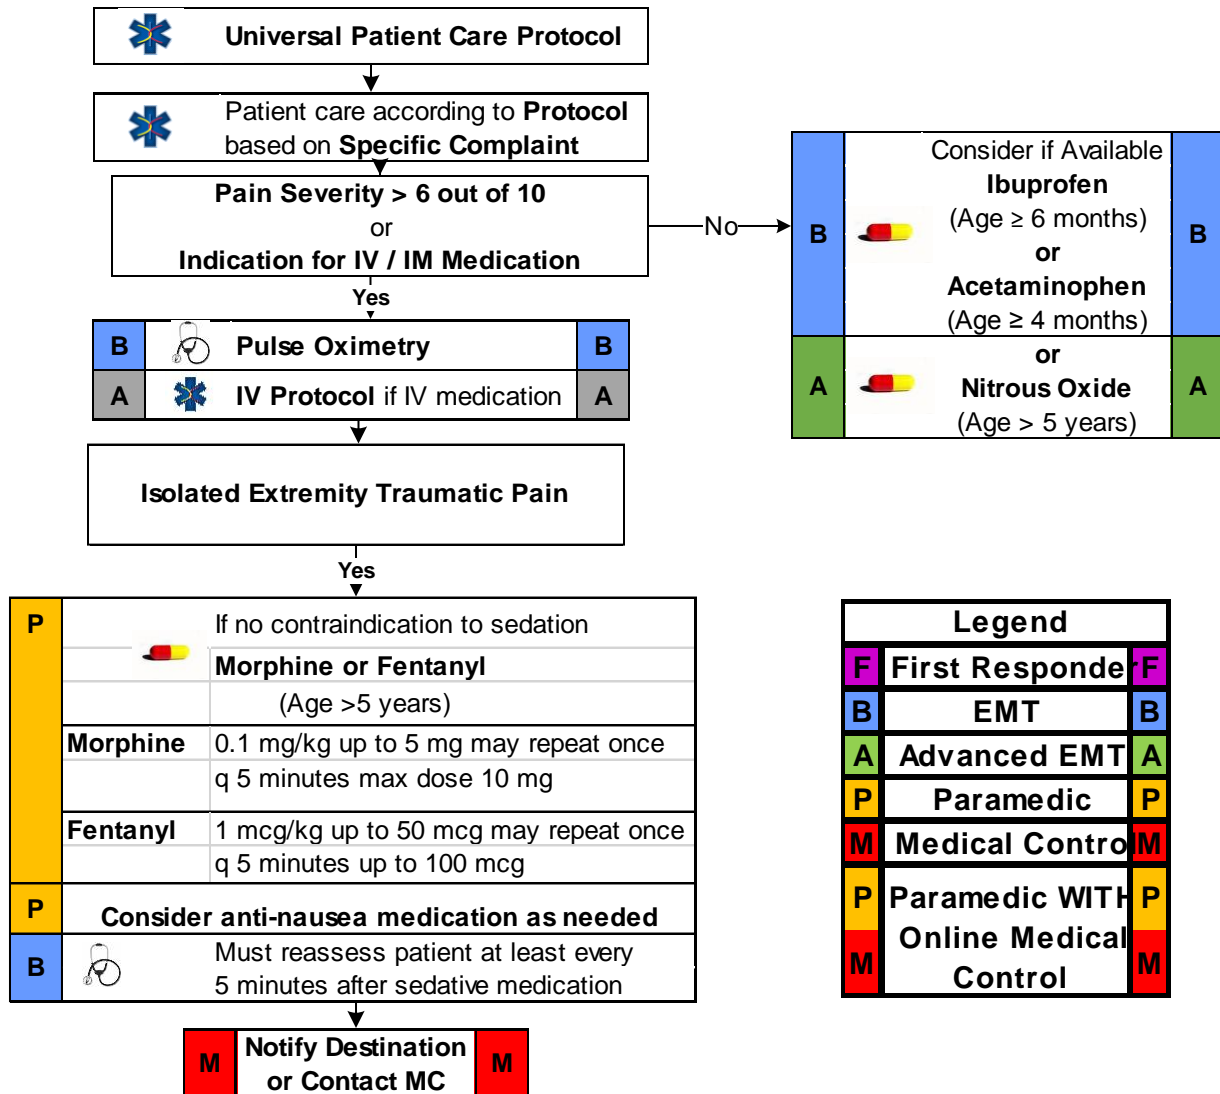 Universal Patient Care Protocol
Patient care according to Protocol
based on Specific Complaint
Pain Severity > 6 out of 10
or
Indication for IV / IM Medication
No
Yes
B
Consider if Available
Ibuprofen
(Age ≥ 6 months)
or
Acetaminophen
(Age ≥ 4 months)
B
A
or
Nitrous Oxide
(Age > 5 years)
A
B Pulse Oximetry B
A IV Protocol if IV medication A
Isolated Extremity Traumatic Pain
Yes
P If no contraindication to sedation
Morphine or Fentanyl
(Age >5 years)
Morphine 0.1 mg/kg up to 5 mg may repeat once
q 5 minutes max dose 10 mg
Fentanyl 1 mcg/kg up to 50 mcg may repeat once
q 5 minutes up to 100 mcg
P Consider anti-nausea medication as needed
B Must reassess patient at least every
5 minutes after sedative medication
M Notify Destination M
or Contact MC
Legend
F First Responder F
B EMT B
A Advanced EMT A
P Paramedic P
M Medical Control M
P Paramedic WITH P
Online Medical
M Control M